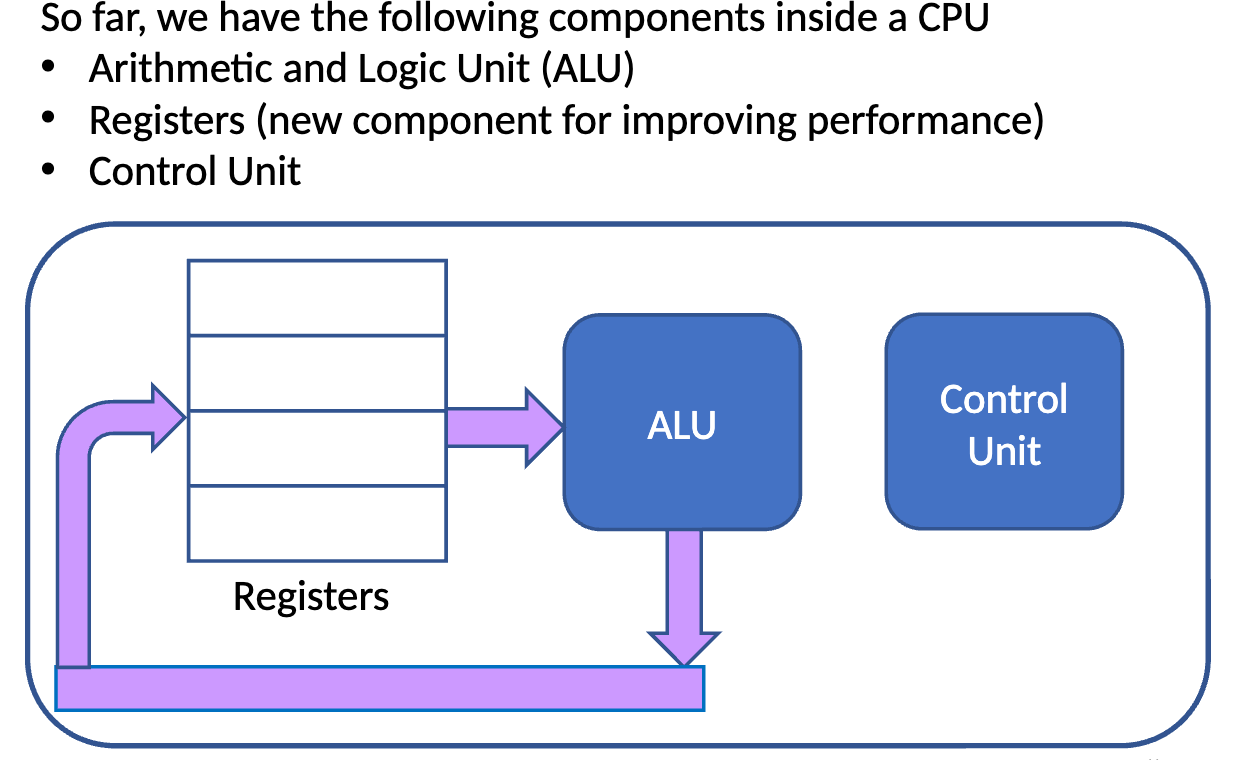 So far, we have the following components inside a CPU
• Arithmetic and Logic Unit (ALU)
• Registers (new component for improving performance)
• Control Unit
ALU
Control
Unit
Registers